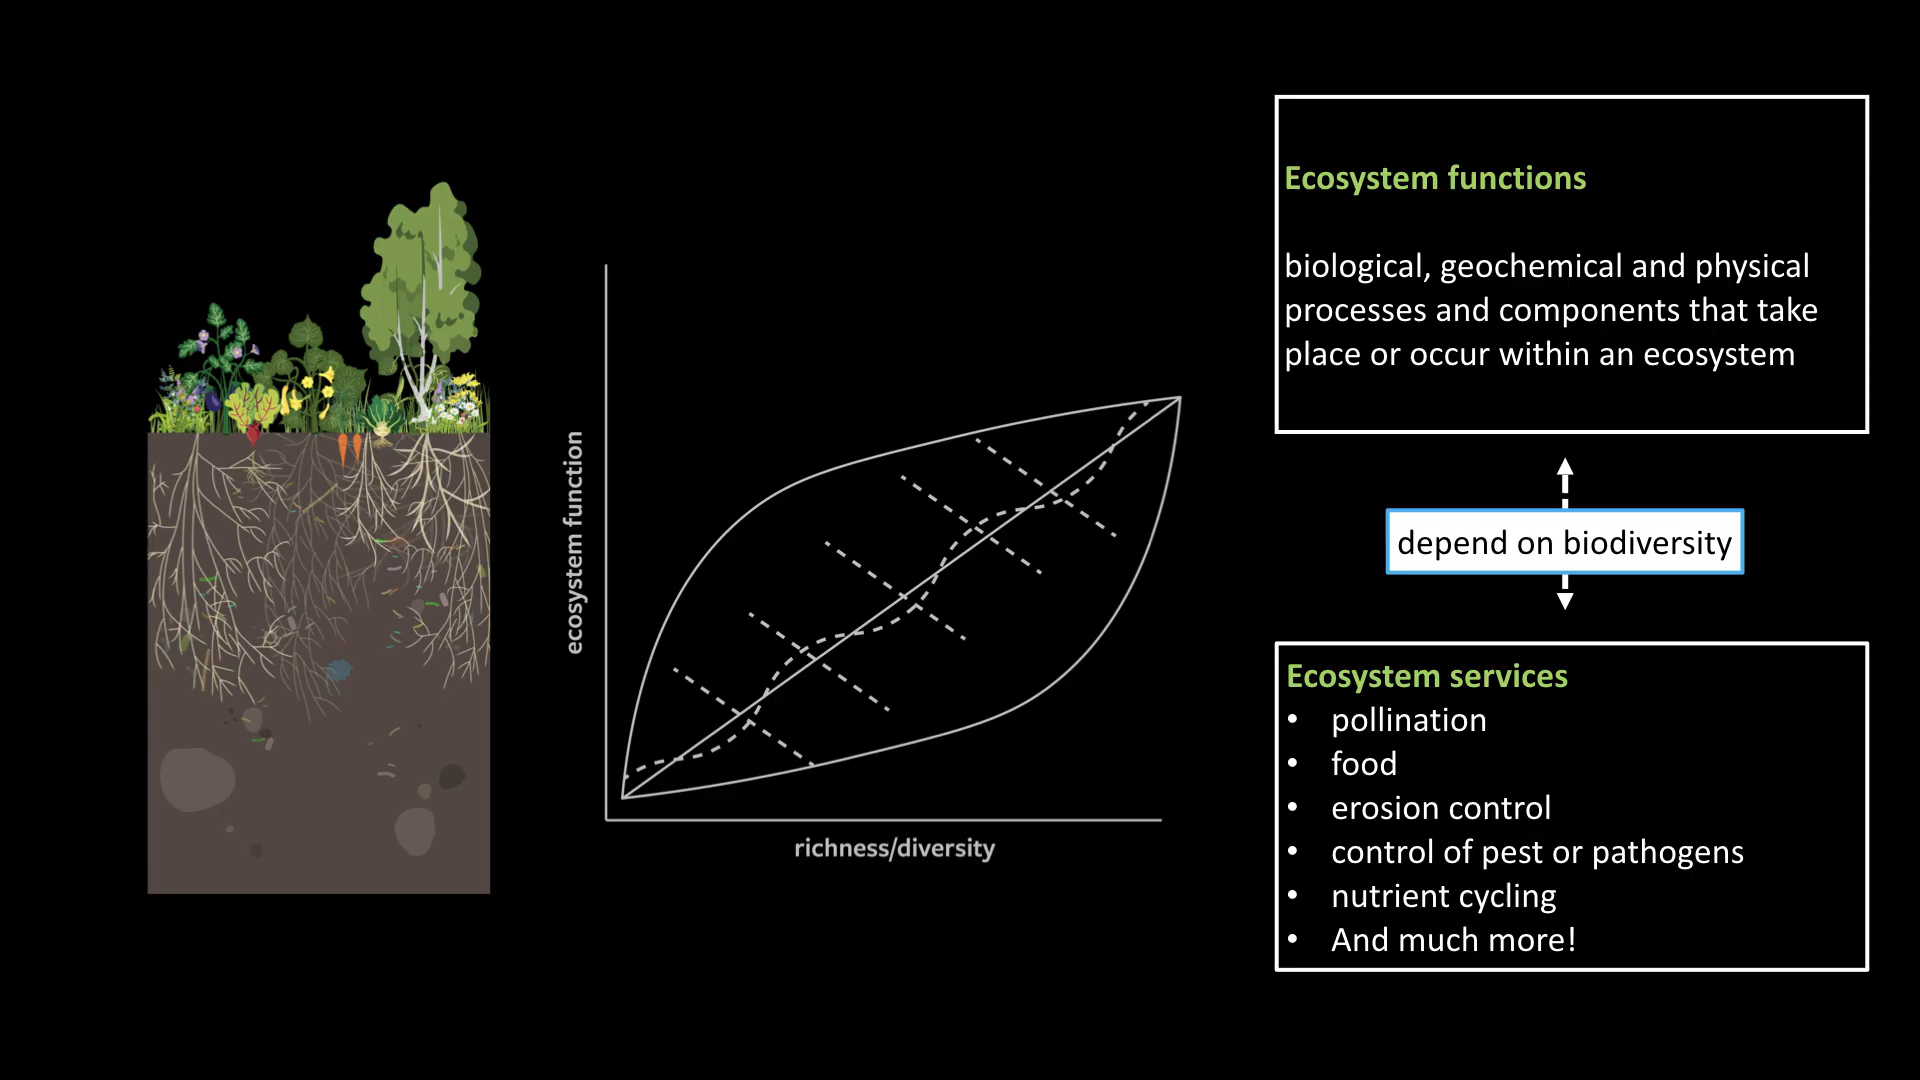 ecosystem function
richness/diversity
Ecosystem functions
biological, geochemical and physical
processes and components that take
place or occur within an ecosystem
depend on biodiversity
Ecosystem services
• pollination
• food
• erosion control
• control of pest or pathogens
• nutrient cycling
• And much more!